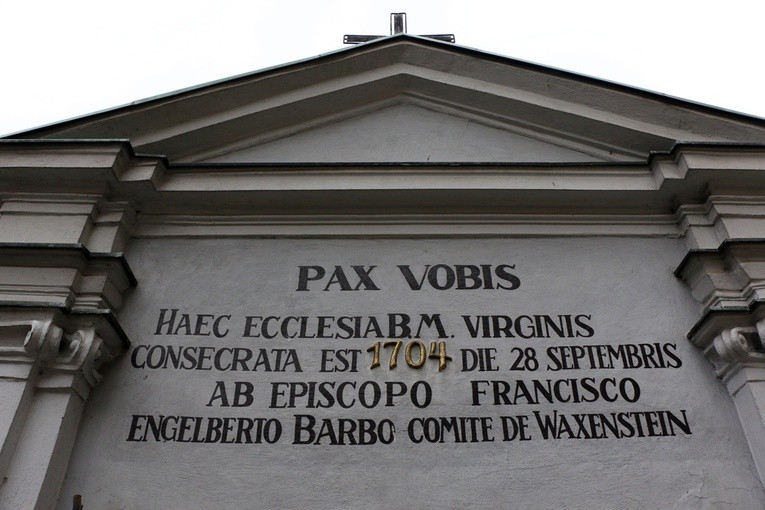 PAX VOBIS
HAEC ECCLESIA B.M. VIRGINIS
CONSECRATA EST 1704 DIE 28 SEPTEMBRIS
AB EPISCOPO FRANCISCO
ENGELBERTO BARBO COMITE DE WAXENSTEIN